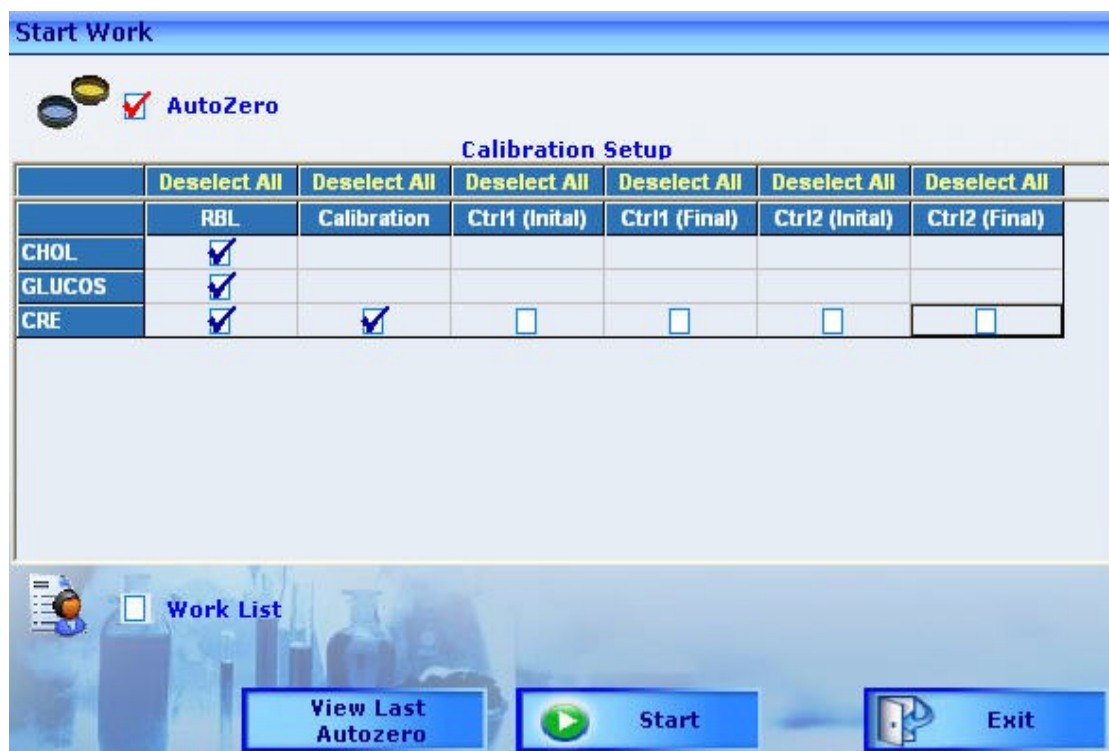 Start Work
AutoZero
Calibration Setup
Deselect All Deselect All Deselect All Deselect All Deselect All Deselect All
RBL Calibration Ctrl1 (Inital) Ctrl1 (Final) Ctrl2 (Inital) Ctrl2 (Final)
CHOL
GLUCOS
CRE
Work List
View Last
Autozero
Start
Exit